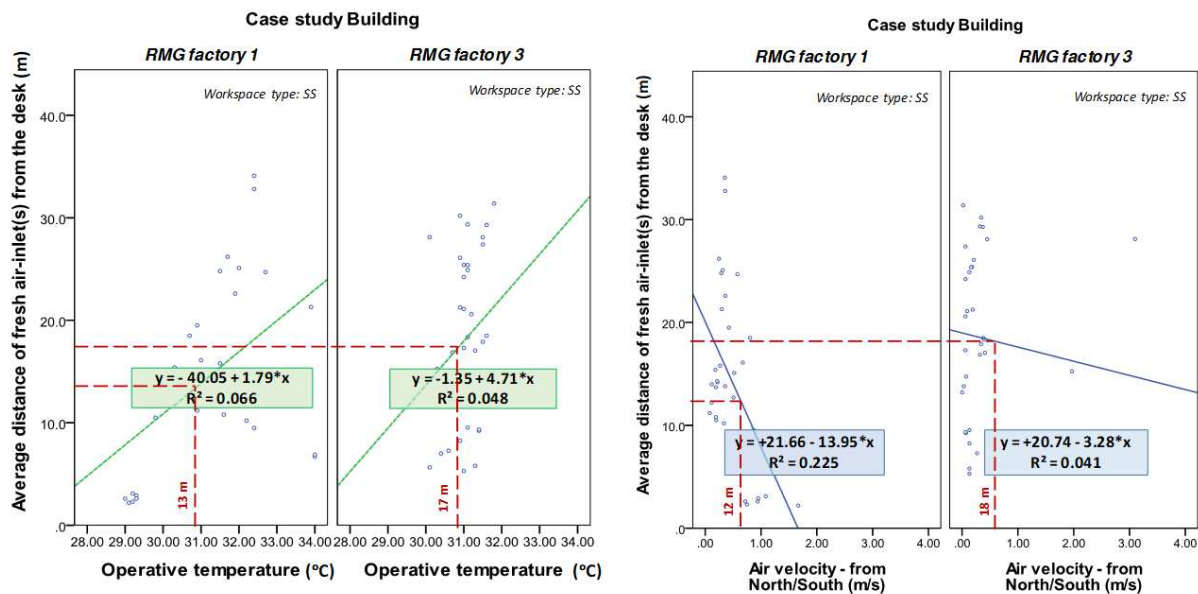 Case study Building
RMG factory 1
RMG factory 3
Average distance of fresh air-inlet(s) from the desk (m)
Workspace type: SS
Workspace type: SS
40.0
30.0
20.0
10.0
.0
y = - 40.05 + 1.79*x
R² = 0.066
y = -1.35 + 4.71*x
R² = 0.048
13 m
17 m
28.00 29.00 30.00 31.00 32.00 33.00 34.00
28.00 29.00 30.00 31.00 32.00 33.00 34.00
Operative temperature (°C)
Operative temperature (°C)
Case study Building
RMG factory 1
RMG factory 3
Average distance of fresh air-inlet(s) from the desk (m)
Workspace type: SS
Workspace type: SS
40.0
30.0
20.0
10.0
.0
y = +21.66 - 13.95*x
R² = 0.225
y = +20.74 - 3.28*x
R² = 0.041
12 m
18 m
.00 1.00 2.00 3.00 4.00
.00 1.00 2.00 3.00 4.00
Air velocity - from
North/South (m/s)
Air velocity - from
North/South (m/s)